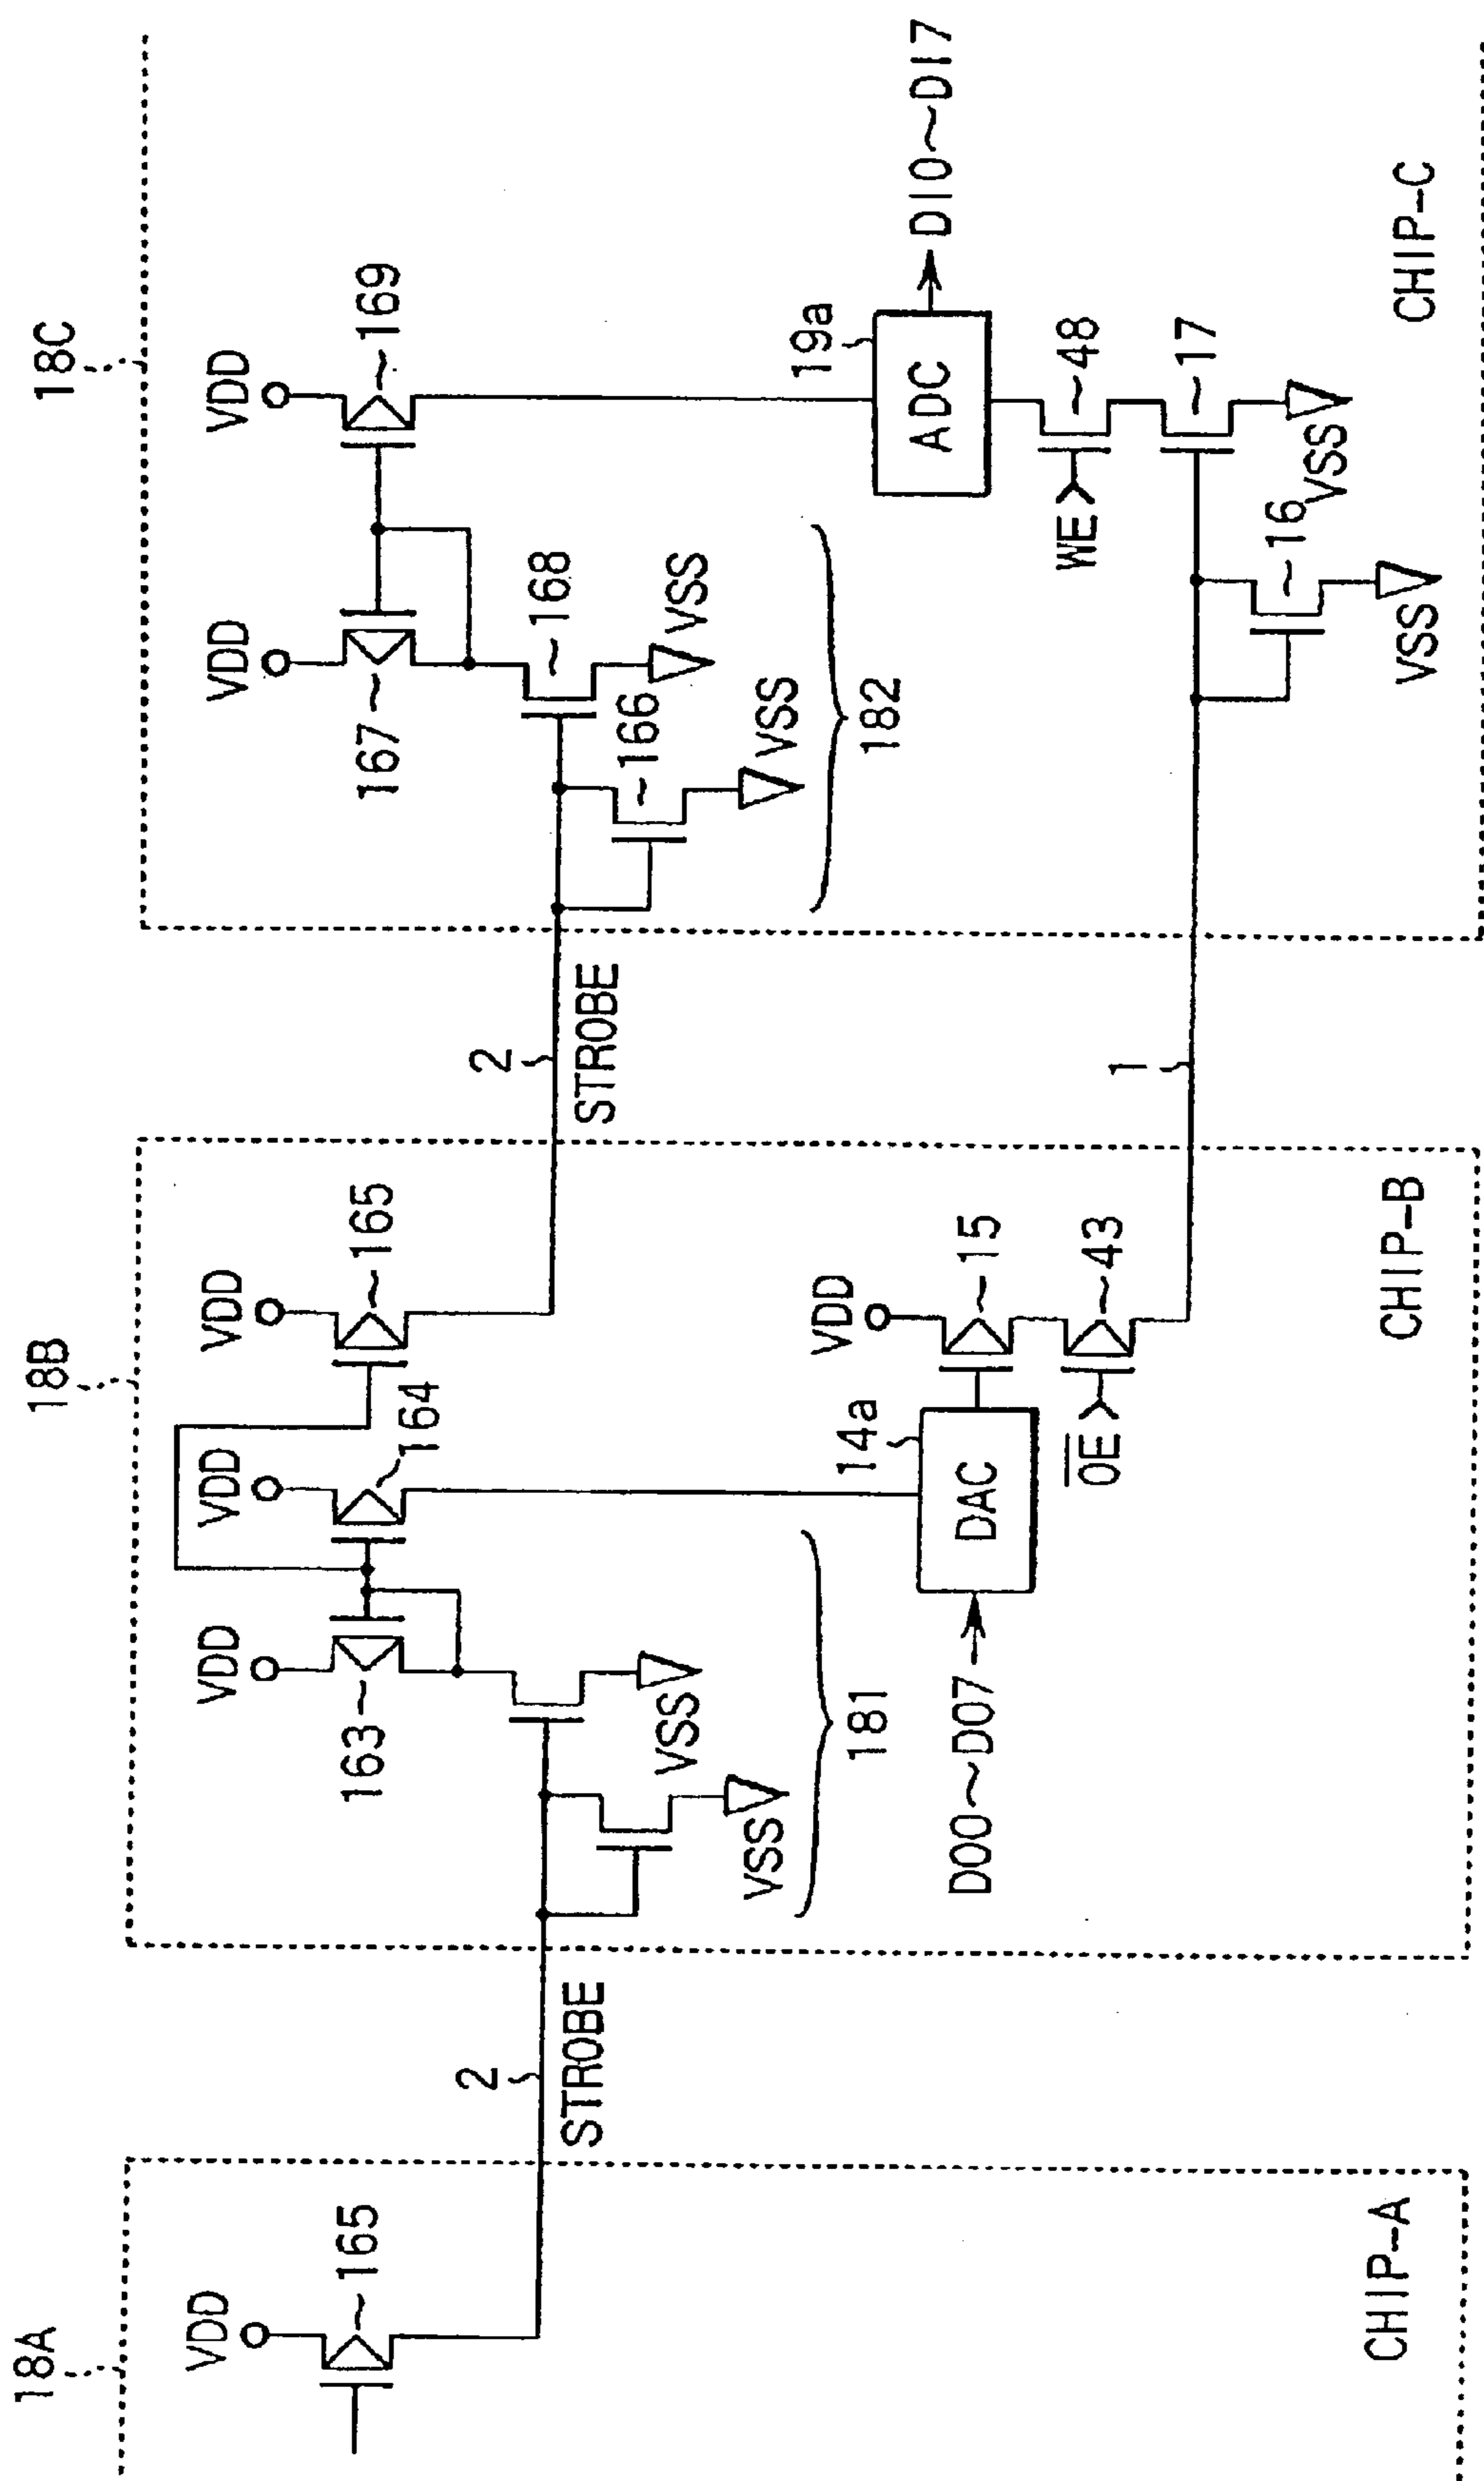 18A
VDD
165
CHIP-A
2
STROBE
18B
VDD
163
VDD
164
VDD
165
VSS
VSS
181
14a
DAC
D00~D07
VDD
15
OE
43
CHIP-B
2
STROBE
1
18C
VDD
167
VDD
169
168
VSS
166
VSS
182
19a
ADC
DI0~DI7
WE
48
17
VSS
16
VSS
CHIP-C